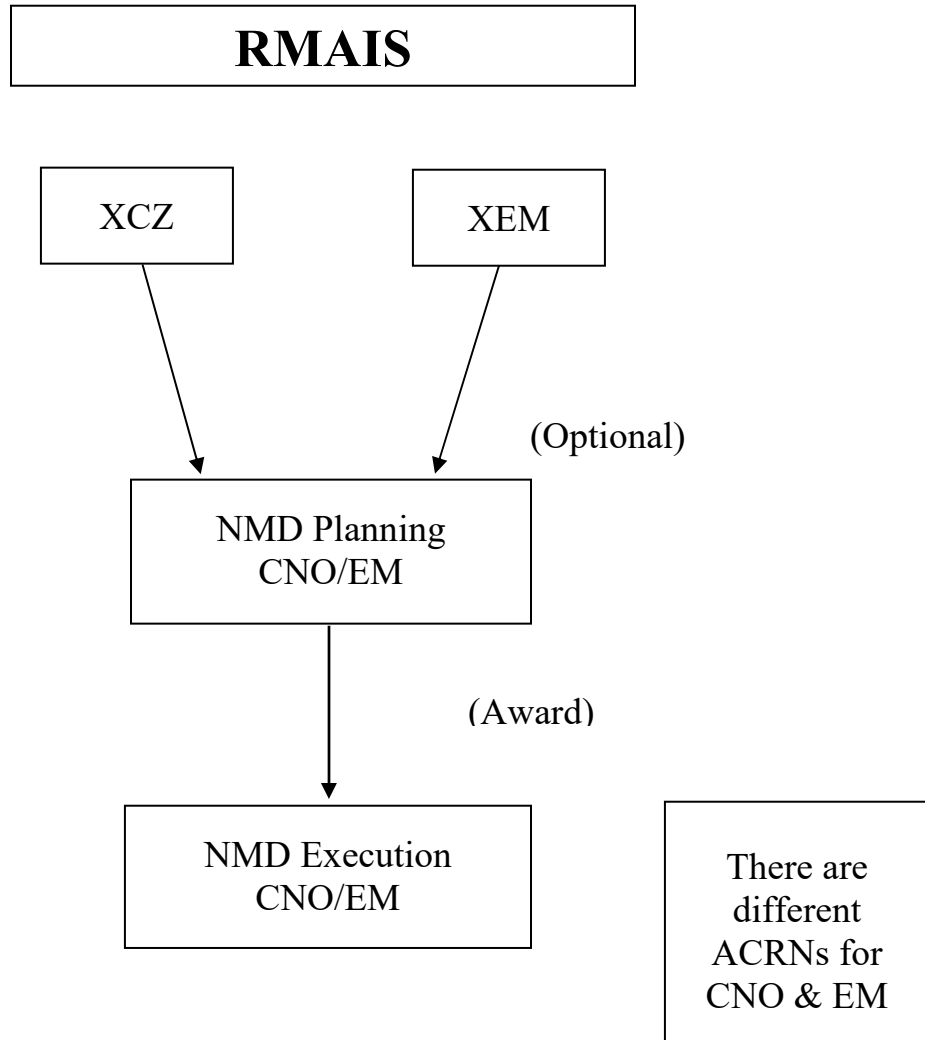 RMAIS
XCZ
XEM
(Optional)
NMD Planning
CNO/EM
(Award)
NMD Execution
CNO/EM
There are
different
ACRNs for
CNO & EM